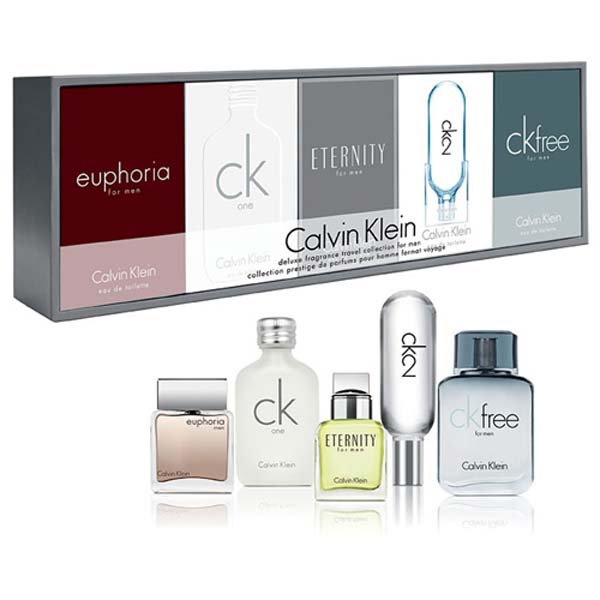 euphoria
for men
Calvin Klein
eau de toilette
ck
one
ETERNITY
for men
ck2
ckfree
for men
Calvin Klein
eau de toilette
Calvin Klein
deluxe fragrance travel collection for men
collection prestige de parfums pour homme format voyage
euphoria
men
Calvin Klein
ck
one
Calvin Klein
ETERNITY
for men
Calvin Klein
ck2
ckfree
for men
Calvin Klein